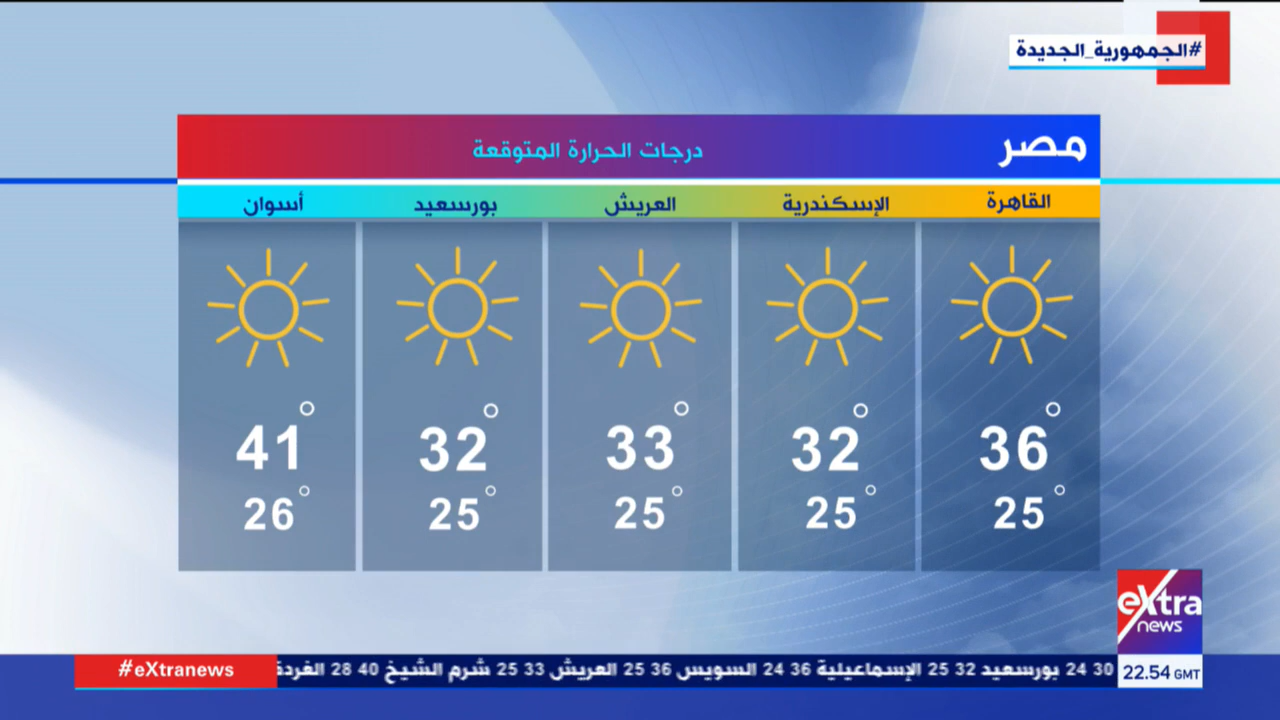 #الجمهورية_الجديدة
مصر
درجات الحرارة المتوقعة
القاهرة الإسكندرية العريش بورسعيد أسوان
36° 32° 33° 32° 41°
25° 25° 25° 25° 26°
eXtra
news
30 24 بورسعيد 32 25 الإسماعيلية 36 24 السويس 36 25 العريش 33 25 شرم الشيخ 40 28 الغردة
#eXtranews
22.54 GMT